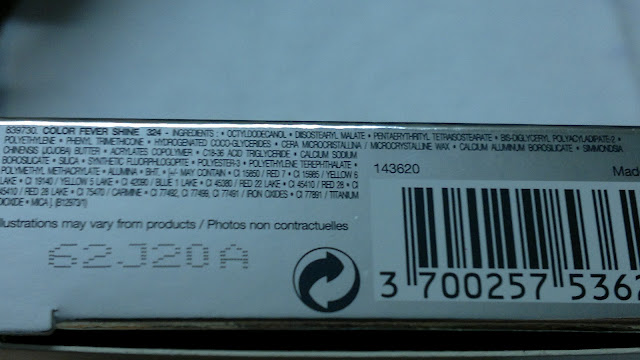 B39730. COLOR FEVER SHINE. 324 - INGREDIENTS : • OCTYLDODECANOL • DIISOSTEARYL MALATE • PENTAERYTHRITYL TETRAISOSTEARATE • BIS-DIGLYCERYL POLYACYLADIPATE-2 •
POLYETHYLENE • PHENYL TRIMETHICONE • HYDROGENATED COCO-GLYCERIDES • CERA MICROCRISTALLINA / MICROCRYSTALLINE WAX • CALCIUM ALUMINUM BOROSILICATE • SIMMONDSIA
CHINENSIS (JOJOBA) BUTTER • ACRYLATES COPOLYMER • C18-36 ACID TRIGLYCERIDE • CALCIUM SODIUM
BOROSILICATE • SILICA • SYNTHETIC FLUORPHLOGOPITE • POLYESTER-3 • POLYETHYLENE TEREPHTHALATE •
POLYMETHYL METHACRYLATE • ALUMINA • BHT. • [+/- MAY CONTAIN • CI 15850 / RED 7 • CI 15985 / YELLOW 6
LAKE • CI 19140 / YELLOW 5 LAKE • CI 42090 / BLUE 1 LAKE • CI 45380 / RED 22 LAKE • CI 45410 / RED 28 • CI
45410 / RED 28 LAKE • CI 75470 / CARMINE • CI 77492, CI 77499, CI 77491 / IRON OXIDES • CI 77891 / TITANIUM
DIOXIDE • MICA ].
143620
Made
Illustrations may vary from products / Photos non contractuelles
62J20A
3 700257 5362